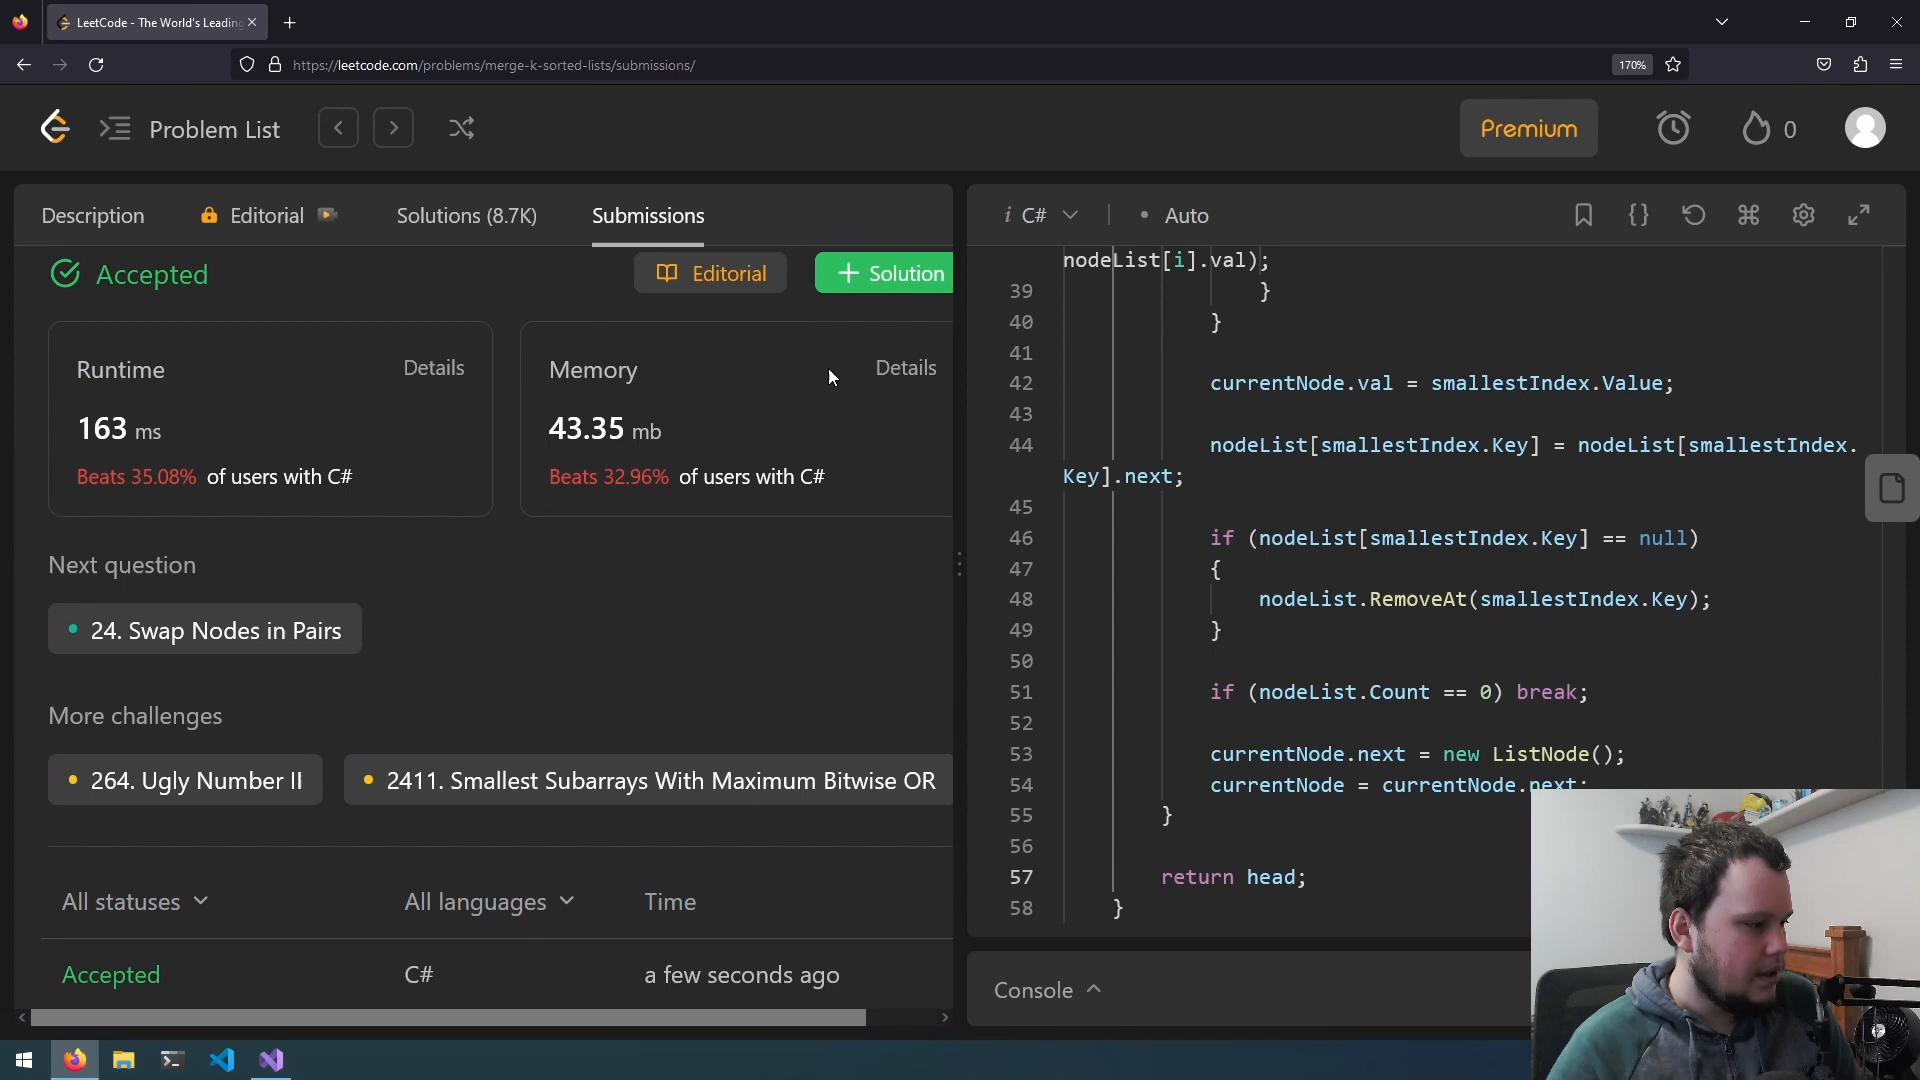 LeetCode - The World's Leading
https://leetcode.com/problems/merge-k-sorted-lists/submissions/
170%
Problem List
Premium
0
Description
Editorial
Solutions (8.7K)
Submissions
Accepted
Editorial
Solution
Runtime
Details
163 ms
Beats 35.08% of users with C#
Memory
Details
43.35 mb
Beats 32.96% of users with C#
Next question
24. Swap Nodes in Pairs
More challenges
264. Ugly Number II
2411. Smallest Subarrays With Maximum Bitwise OR
All statuses
All languages
Time
Accepted
C#
a few seconds ago
i C#
Auto
nodeList[i].val);
39 }
40 }
41
42 currentNode.val = smallestIndex.Value;
43
44 nodeList[smallestIndex.Key] = nodeList[smallestIndex.
Key].next;
45
46 if (nodeList[smallestIndex.Key] == null)
47 {
48 nodeList.RemoveAt(smallestIndex.Key);
49 }
50
51 if (nodeList.Count == 0) break;
52
53 currentNode.next = new ListNode();
54 currentNode = currentNode.next;
55 }
56
57 return head;
58 }
Console